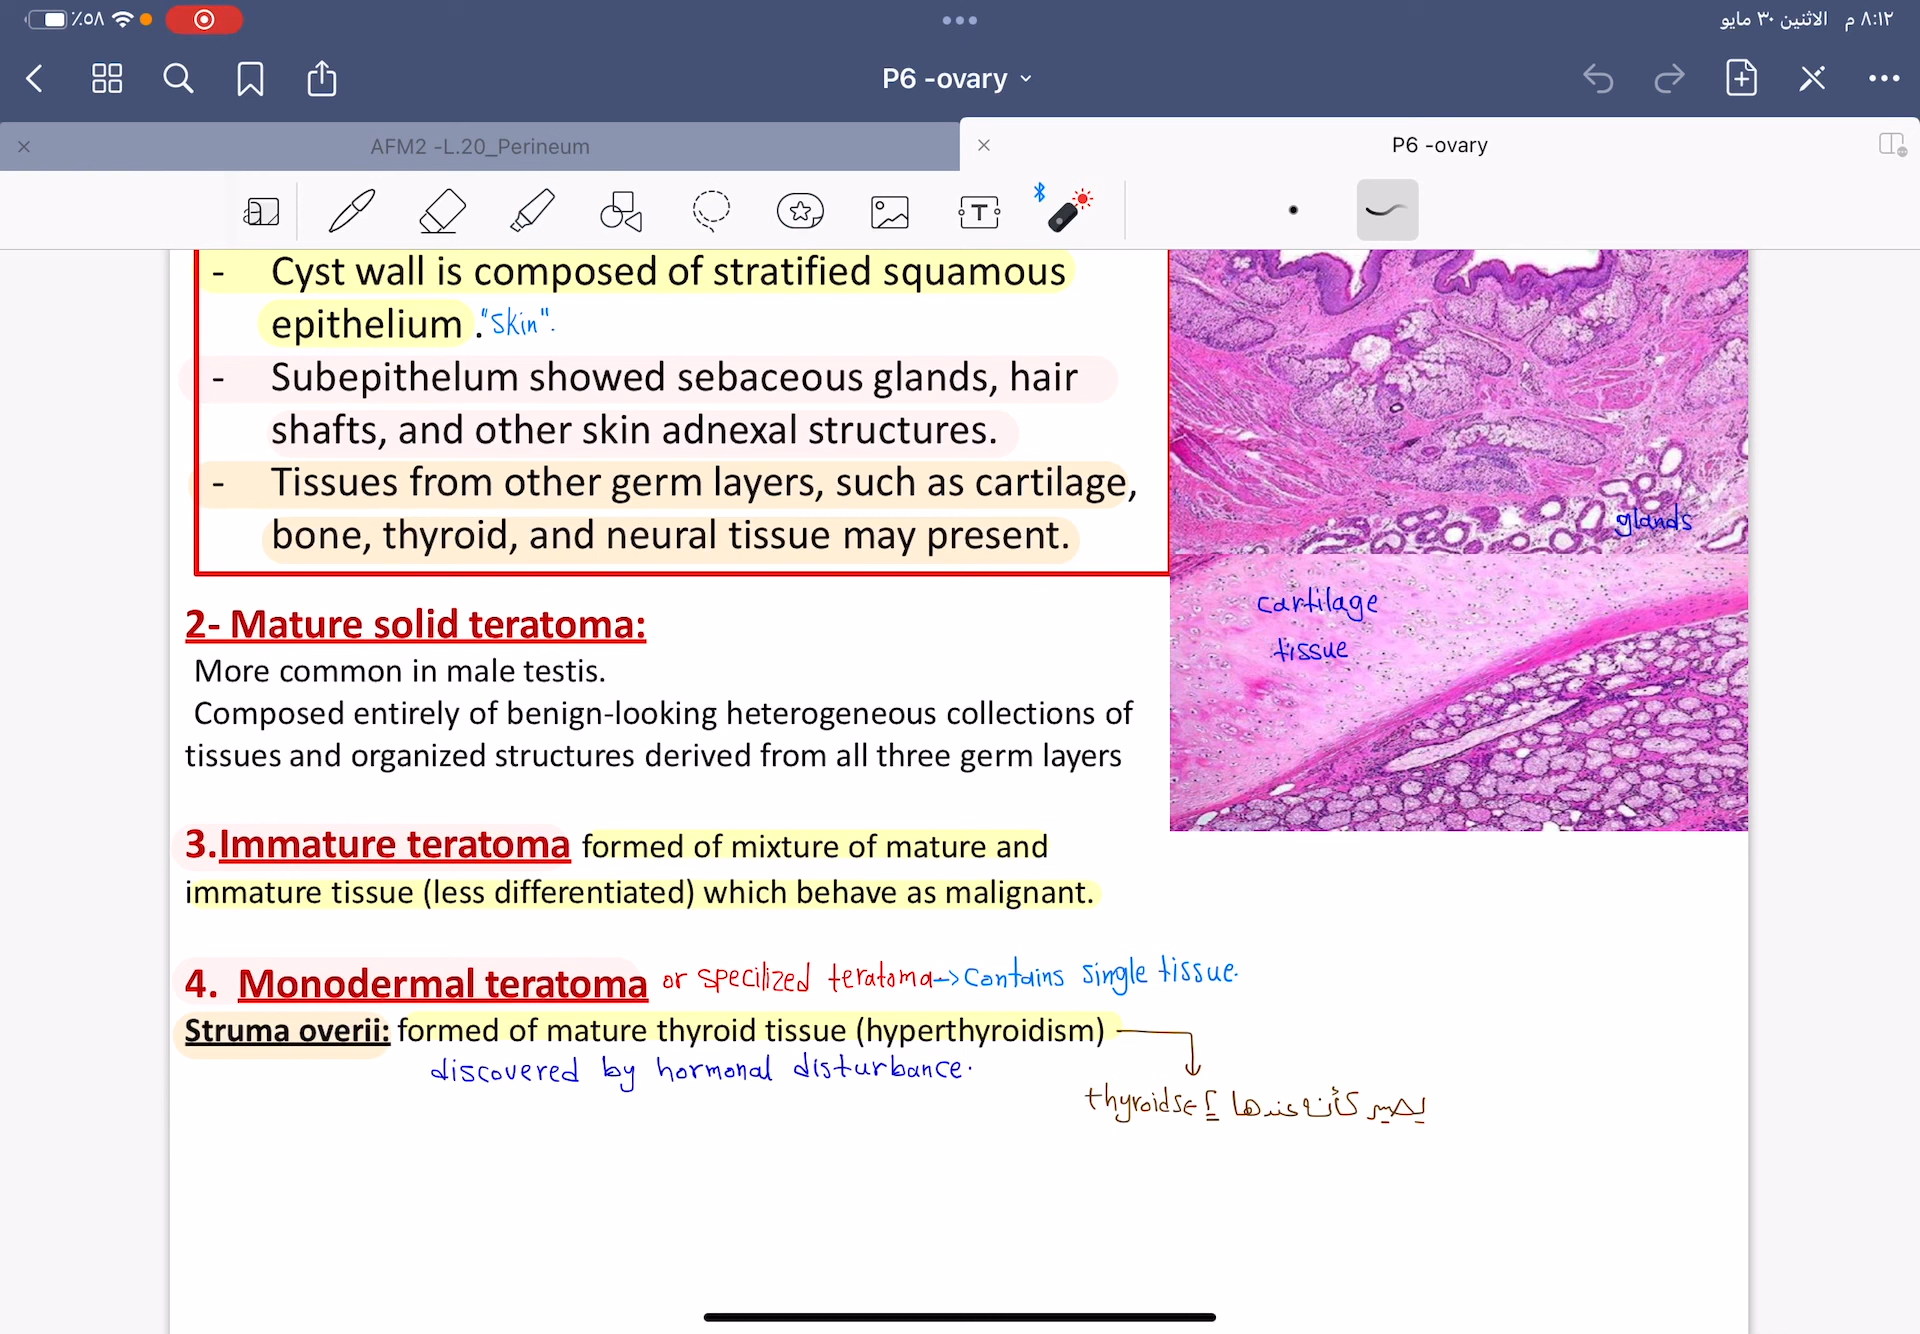 ٪٥٨
٨:١٢ م الاثنين ٣٠ مايو
P6 -ovary
AFM2 -L.20_Perineum
P6 -ovary
- Cyst wall is composed of stratified squamous
epithelium ."skin".
- Subepithelum showed sebaceous glands, hair
shafts, and other skin adnexal structures.
- Tissues from other germ layers, such as cartilage,
bone, thyroid, and neural tissue may present.
glands
cartilage
tissue
2- Mature solid teratoma:
More common in male testis.
Composed entirely of benign-looking heterogeneous collections of
tissues and organized structures derived from all three germ layers
3.Immature teratoma formed of mixture of mature and
immature tissue (less differentiated) which behave as malignant.
4. Monodermal teratoma or specilized teratoma -> contains single tissue.
Struma overii: formed of mature thyroid tissue (hyperthyroidism)
discovered by hormonal disturbance.
يصير كأنه عندها ٢ thyroids